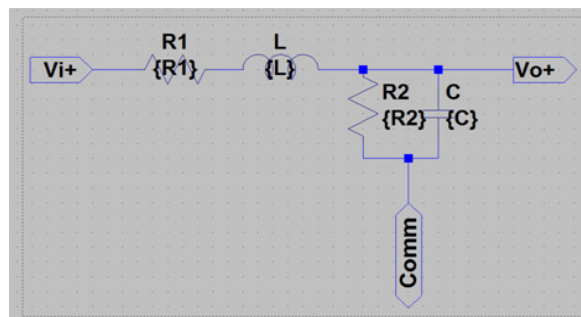 R1
L
Vi+
{R1}
{L}
Vo+
R2
C
{R2}
{C}
Comm